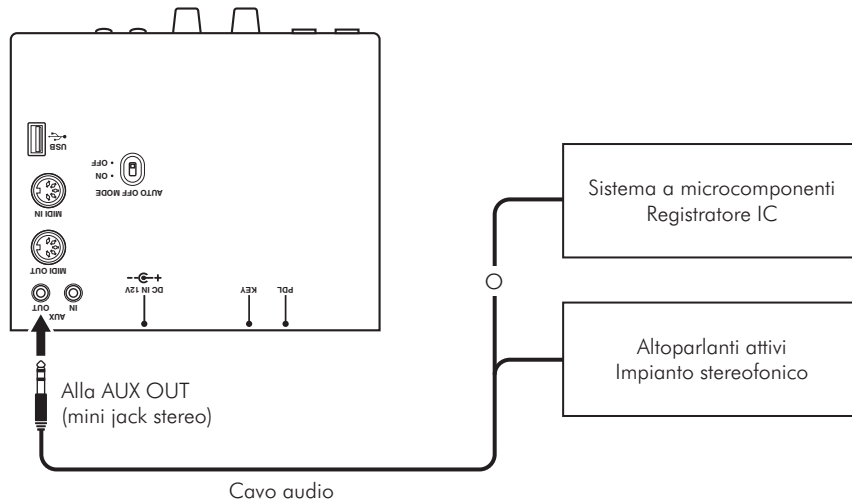 USB
• OFF
• ON
AUTO OFF MODE
MIDI IN
MIDI OUT
DC IN 12V
KEY
PDL
OUT
IN
AUX
Sistema a microcomponenti
Registratore IC
Altoparlanti attivi
Impianto stereofonico
Alla AUX OUT
(mini jack stereo)
Cavo audio